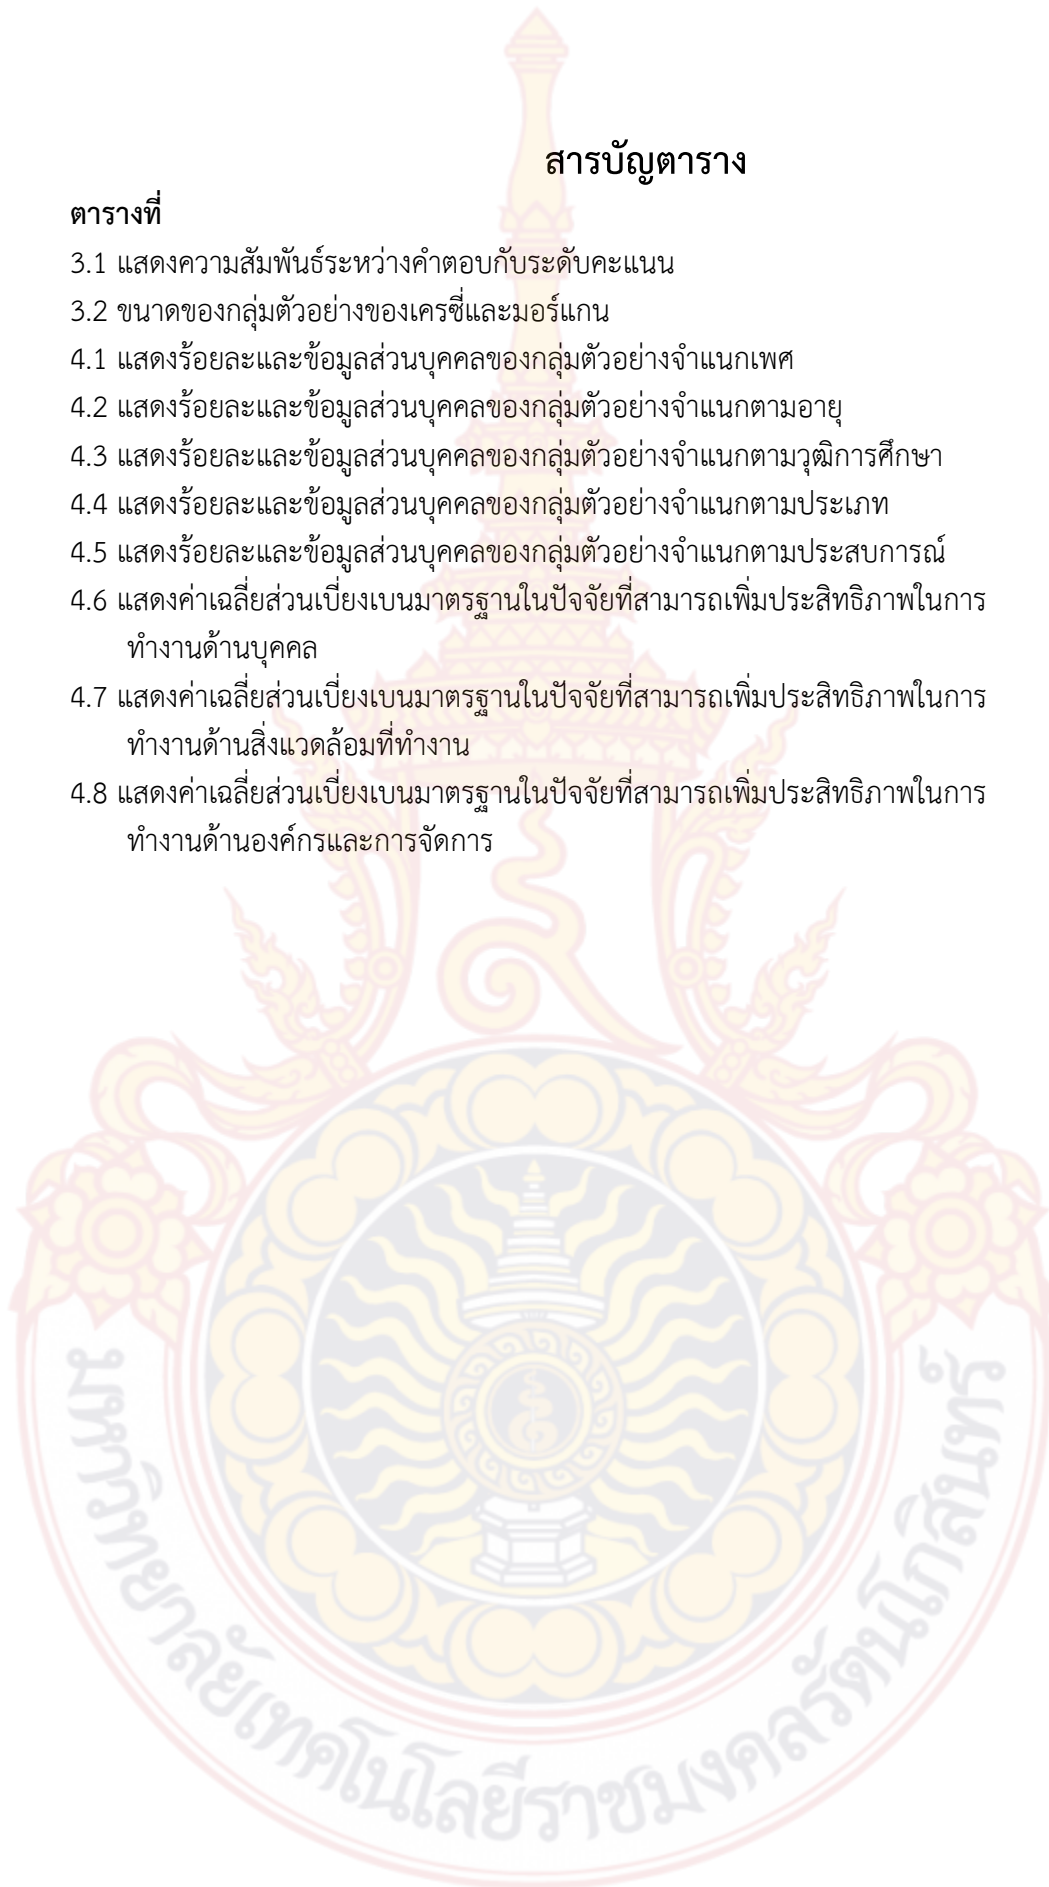 สารบัญตาราง
ตารางที่
3.1 แสดงความสัมพันธ์ระหว่างคำตอบกับระดับคะแนน
3.2 ขนาดของกลุ่มตัวอย่างของเครซี่และมอร์แกน
4.1 แสดงร้อยละและข้อมูลส่วนบุคคลของกลุ่มตัวอย่างจำแนกเพศ
4.2 แสดงร้อยละและข้อมูลส่วนบุคคลของกลุ่มตัวอย่างจำแนกตามอายุ
4.3 แสดงร้อยละและข้อมูลส่วนบุคคลของกลุ่มตัวอย่างจำแนกตามวุฒิการศึกษา
4.4 แสดงร้อยละและข้อมูลส่วนบุคคลของกลุ่มตัวอย่างจำแนกตามประเภท
4.5 แสดงร้อยละและข้อมูลส่วนบุคคลของกลุ่มตัวอย่างจำแนกตามประสบการณ์
4.6 แสดงค่าเฉลี่ยส่วนเบี่ยงเบนมาตรฐานในปัจจัยที่สามารถเพิ่มประสิทธิภาพในการ
ทำงานด้านบุคคล
4.7 แสดงค่าเฉลี่ยส่วนเบี่ยงเบนมาตรฐานในปัจจัยที่สามารถเพิ่มประสิทธิภาพในการ
ทำงานด้านสิ่งแวดล้อมที่ทำงาน
4.8 แสดงค่าเฉลี่ยส่วนเบี่ยงเบนมาตรฐานในปัจจัยที่สามารถเพิ่มประสิทธิภาพในการ
ทำงานด้านองค์กรและการจัดการ
มหาวิทยาลัยเทคโนโลยีราชมงคลรัตนโกสินทร์